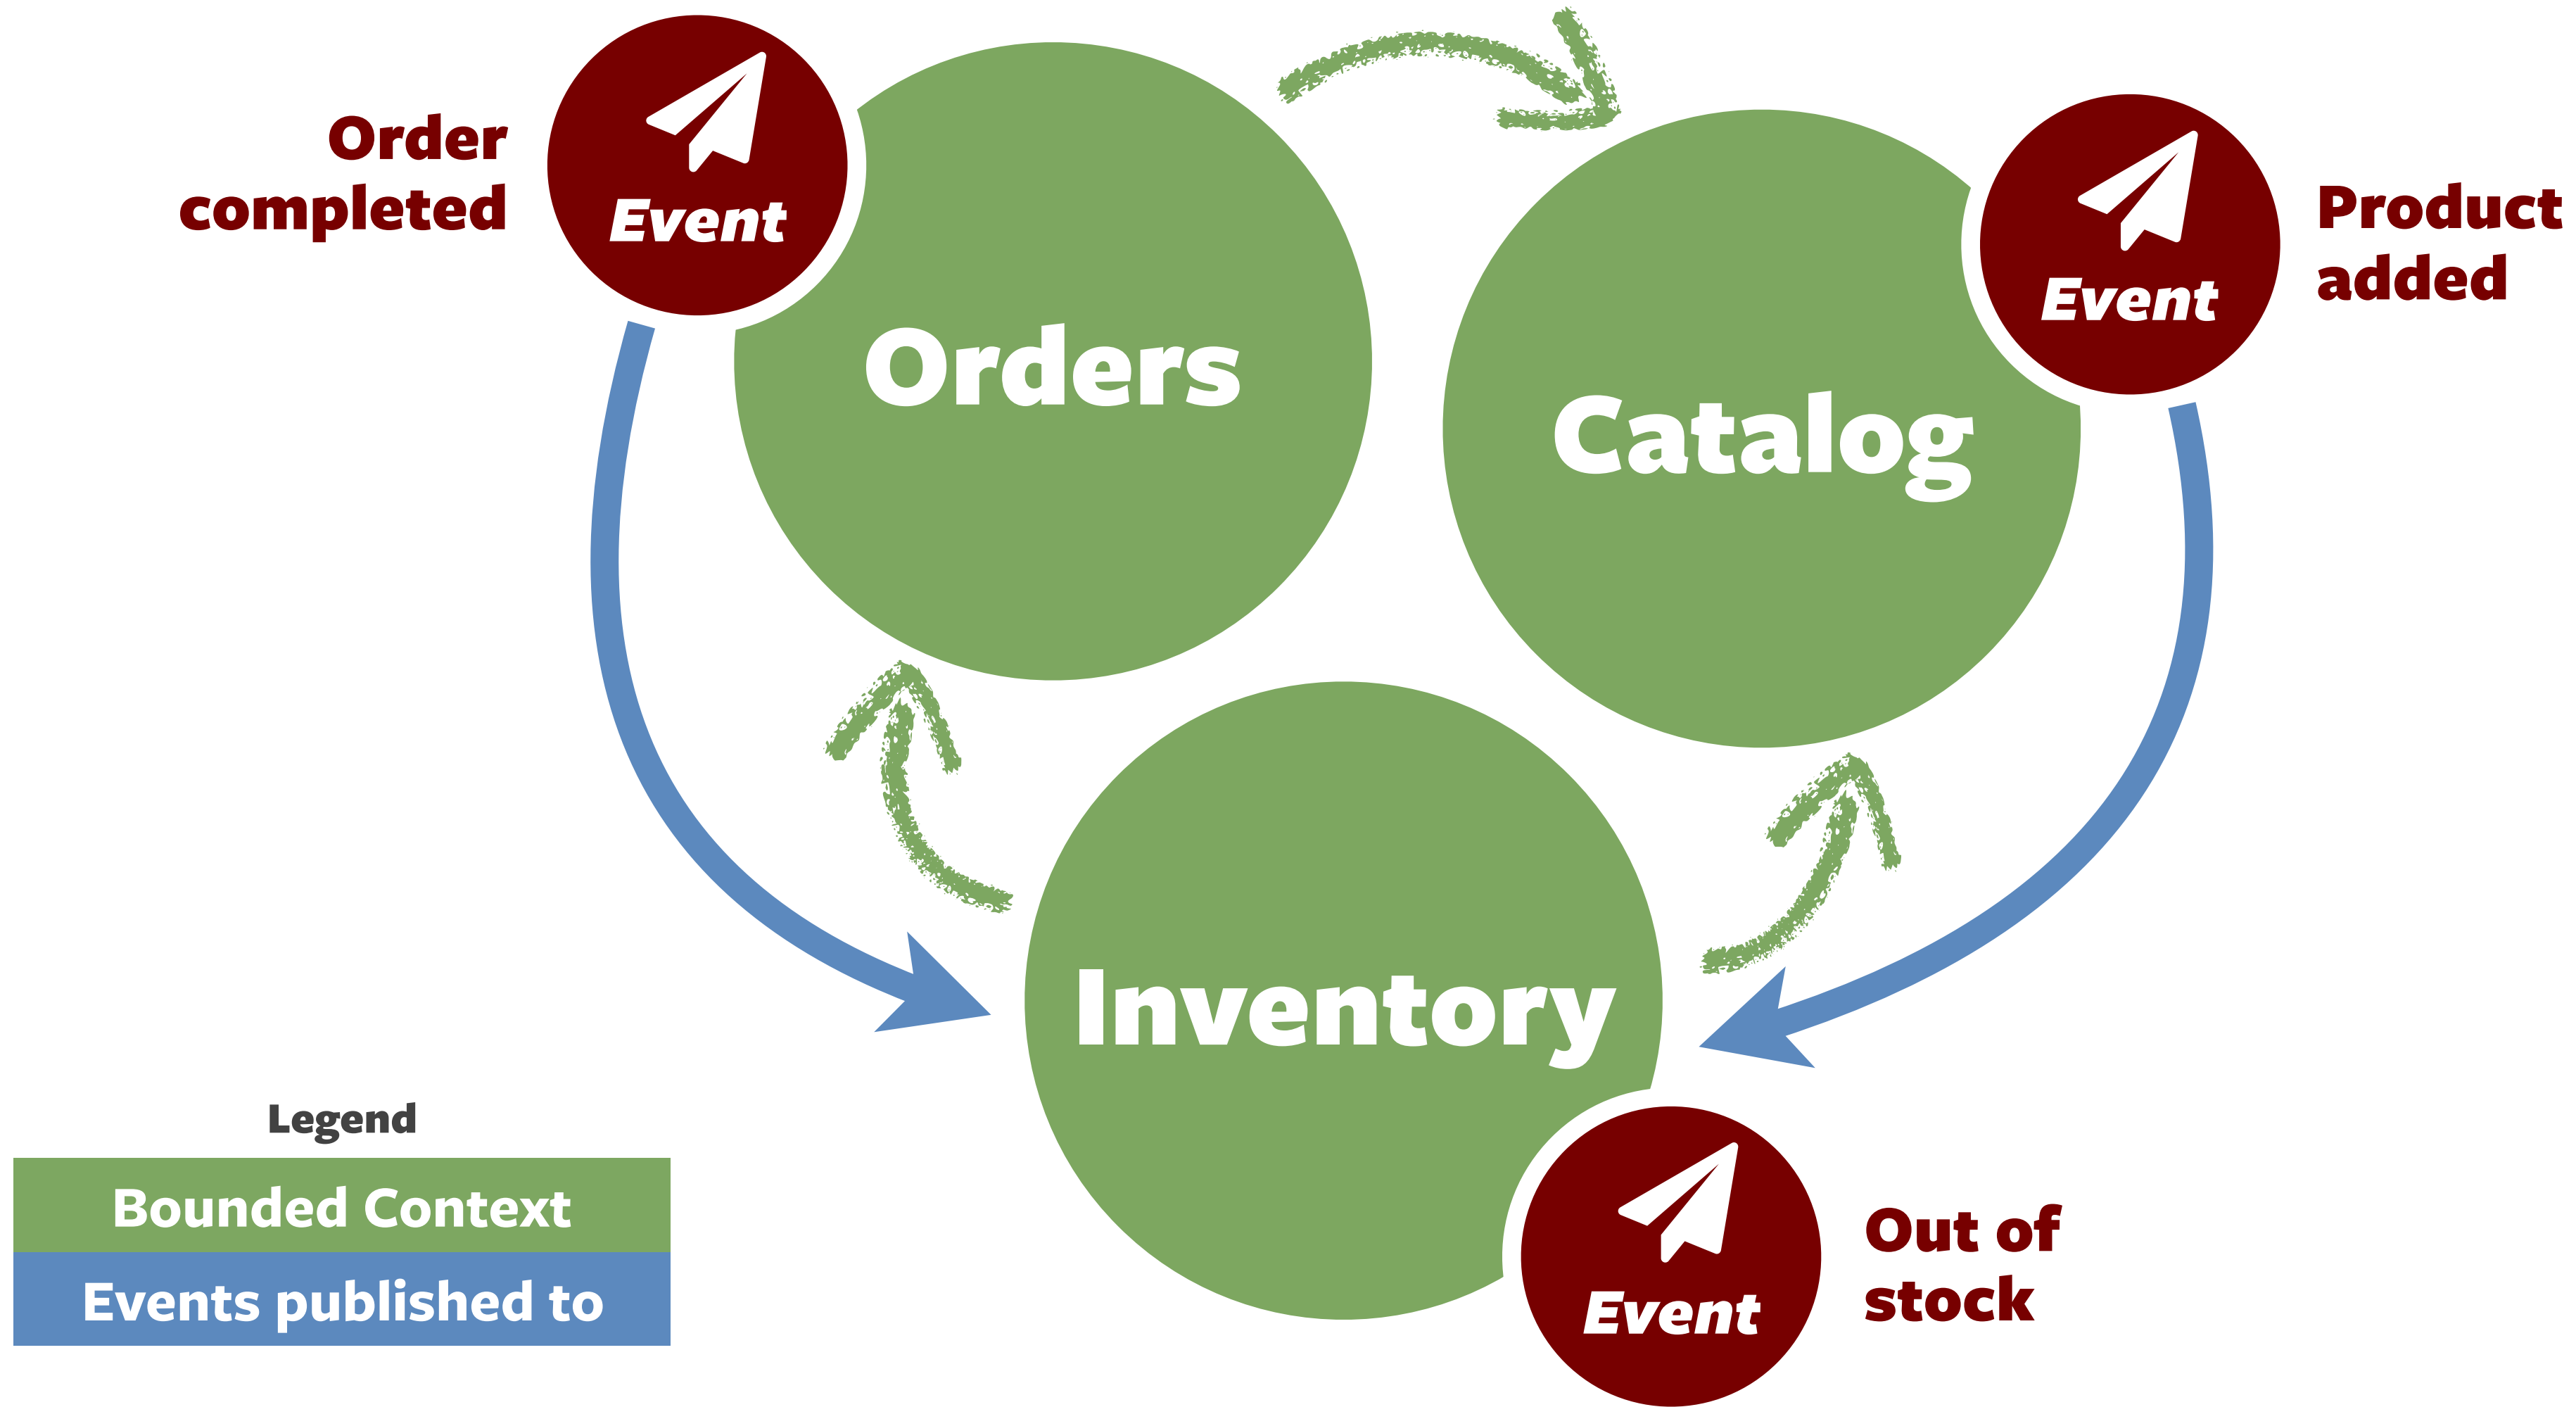 Order
completed
Event
Orders
Event
Product
added
Catalog
Inventory
Event
Out of
stock
Legend
Bounded Context
Events published to